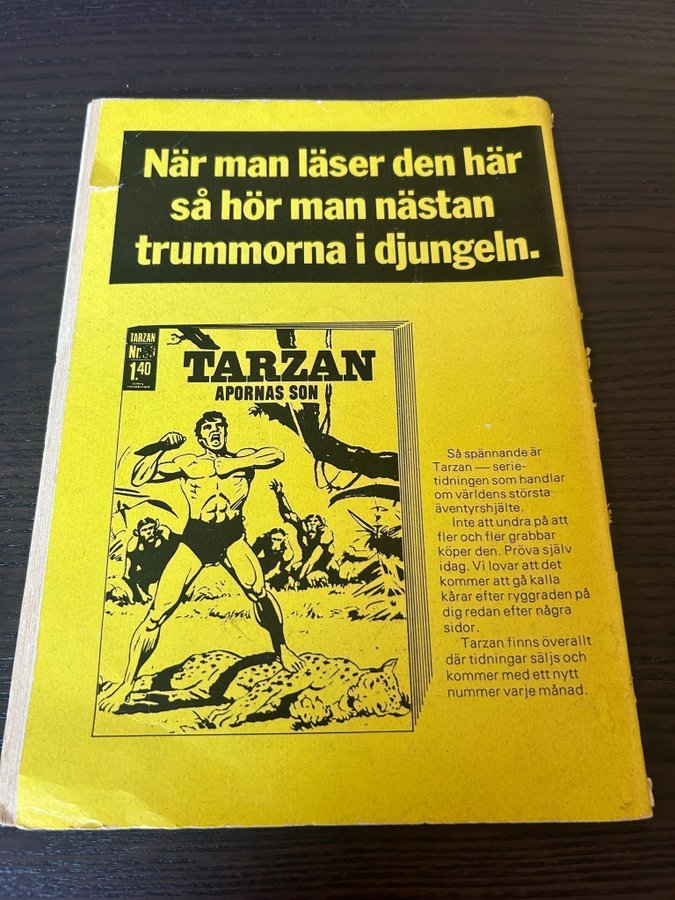 När man läser den här
så hör man nästan
trummorna i djungeln.
TARZAN
Nr.
1.40
TARZAN
APORNAS SON
Så spännande är
Tarzan — serie-
tidningen som handlar
om världens största
äventyrshjälte.
Inte att undra på att
fler och fler grabbar
köper den. Pröva själv
idag. Vi lovar att det
kommer att gå kalla
kårar efter ryggraden på
dig redan efter några
sidor.
Tarzan finns överallt
där tidningar säljs och
kommer med ett nytt
nummer varje månad.